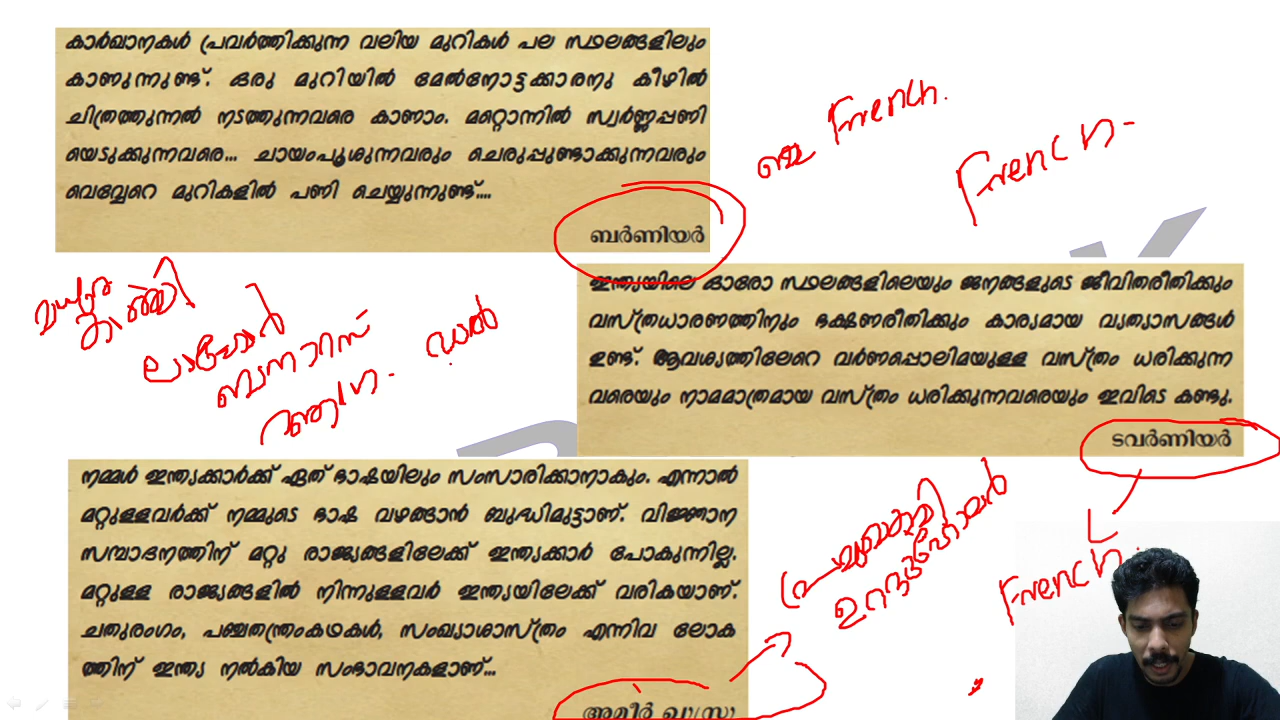 കാർഖാനകൾ പ്രവർത്തിക്കുന്ന വലിയ മുറികൾ പല സ്ഥലങ്ങളിലും
കാണുന്നുണ്ട്. ഒരു മുറിയിൽ മേൽനോട്ടക്കാരനു കീഴിൽ
ചിത്രത്തുന്നൽ നടത്തുന്നവരെ കാണാം. മറ്റൊന്നിൽ സ്വർണ്ണപ്പണി
യെടുക്കുന്നവരെ... ചായംപൂശുന്നവരും ചെരുപ്പുണ്ടാക്കുന്നവരും
വെവ്വേറെ മുറികളിൽ പണി ചെയ്യുന്നുണ്ട്....
ബർണിയർ
French.
French
ഇന്ത്യയിലെ ഓരോ സ്ഥലങ്ങളിലെയും ജനങ്ങളുടെ ജീവിതരീതിക്കും
വസ്ത്രധാരണത്തിനും ഭക്ഷണരീതിക്കും കാര്യമായ വ്യത്യാസങ്ങൾ
ഉണ്ട്. ആവശ്യത്തിലേറെ വർണപ്പൊലിമയുള്ള വസ്ത്രം ധരിക്കുന്ന
വരെയും നാമമാത്രമായ വസ്ത്രം ധരിക്കുന്നവരെയും ഇവിടെ കണ്ടു.
ടവർണിയർ
French.
ലാഹോർ
ബനാറസ്
നമ്മൾ ഇന്ത്യക്കാർക്ക് ഏത് ഭാഷയിലും സംസാരിക്കാനാകും. എന്നാൽ
മറ്റുള്ളവർക്ക് നമ്മുടെ ഭാഷ വഴങ്ങാൻ ബുദ്ധിമുട്ടാണ്. വിജ്ഞാന
സമ്പാദനത്തിന് മറ്റു രാജ്യങ്ങളിലേക്ക് ഇന്ത്യക്കാർ പോകുന്നില്ല.
മറ്റുള്ള രാജ്യങ്ങളിൽ നിന്നുള്ളവർ ഇന്ത്യയിലേക്ക് വരികയാണ്.
ചതുരംഗം, പഞ്ചതന്ത്രംകഥകൾ, സംഖ്യാശാസ്ത്രം എന്നിവ ലോക
ത്തിന് ഇന്ത്യ നൽകിയ സംഭാവനകളാണ്...
അമീർ ഖുസ്രു